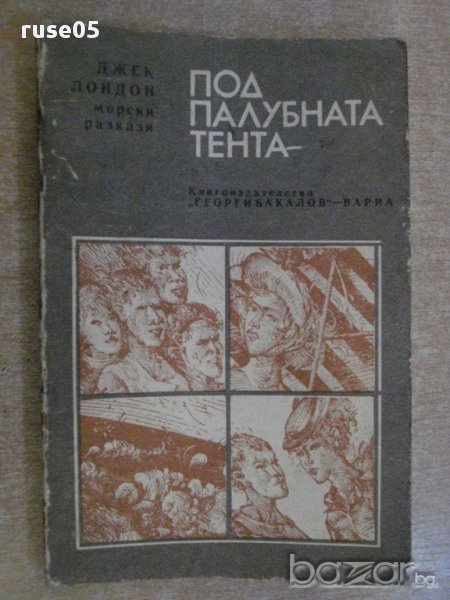 ruse05
ДЖЕК
ЛОНДОН
морски
разкази
ПОД
ПАЛУБНАТА
ТЕНТА
Книгоиздателство
„ГЕОРГИ БАКАЛОВ“—ВАРНА
bazar
.bg